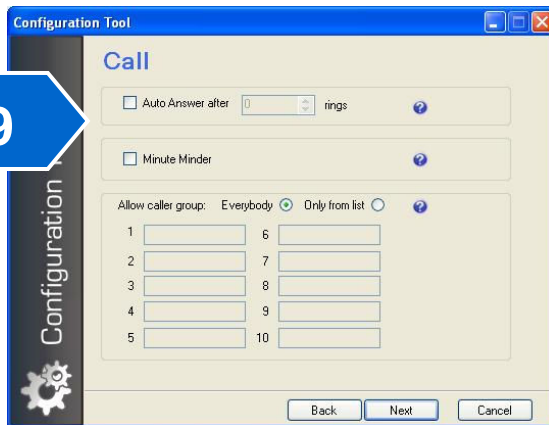 Configuration Tool
Call
Auto Answer after 0 rings
9
Minute Minder
Allow caller group: Everybody Only from list
1 6
2 7
3 8
4 9
5 10
Configuration
Back Next Cancel